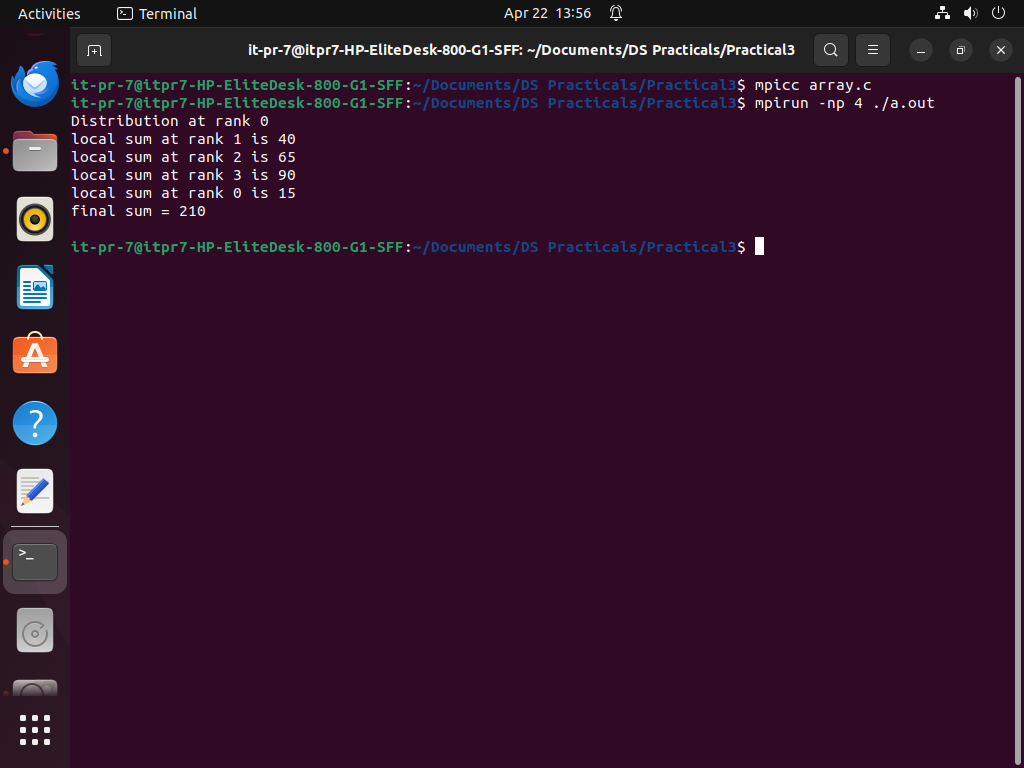 Activities
Terminal
Apr 22 13:56
it-pr-7@itpr7-HP-EliteDesk-800-G1-SFF: ~/Documents/DS Practicals/Practical3
it-pr-7@itpr7-HP-EliteDesk-800-G1-SFF:~/Documents/DS Practicals/Practical3$ mpicc array.c
it-pr-7@itpr7-HP-EliteDesk-800-G1-SFF:~/Documents/DS Practicals/Practical3$ mpirun -np 4 ./a.out
Distribution at rank 0
local sum at rank 1 is 40
local sum at rank 2 is 65
local sum at rank 3 is 90
local sum at rank 0 is 15
final sum = 210
it-pr-7@itpr7-HP-EliteDesk-800-G1-SFF:~/Documents/DS Practicals/Practical3$